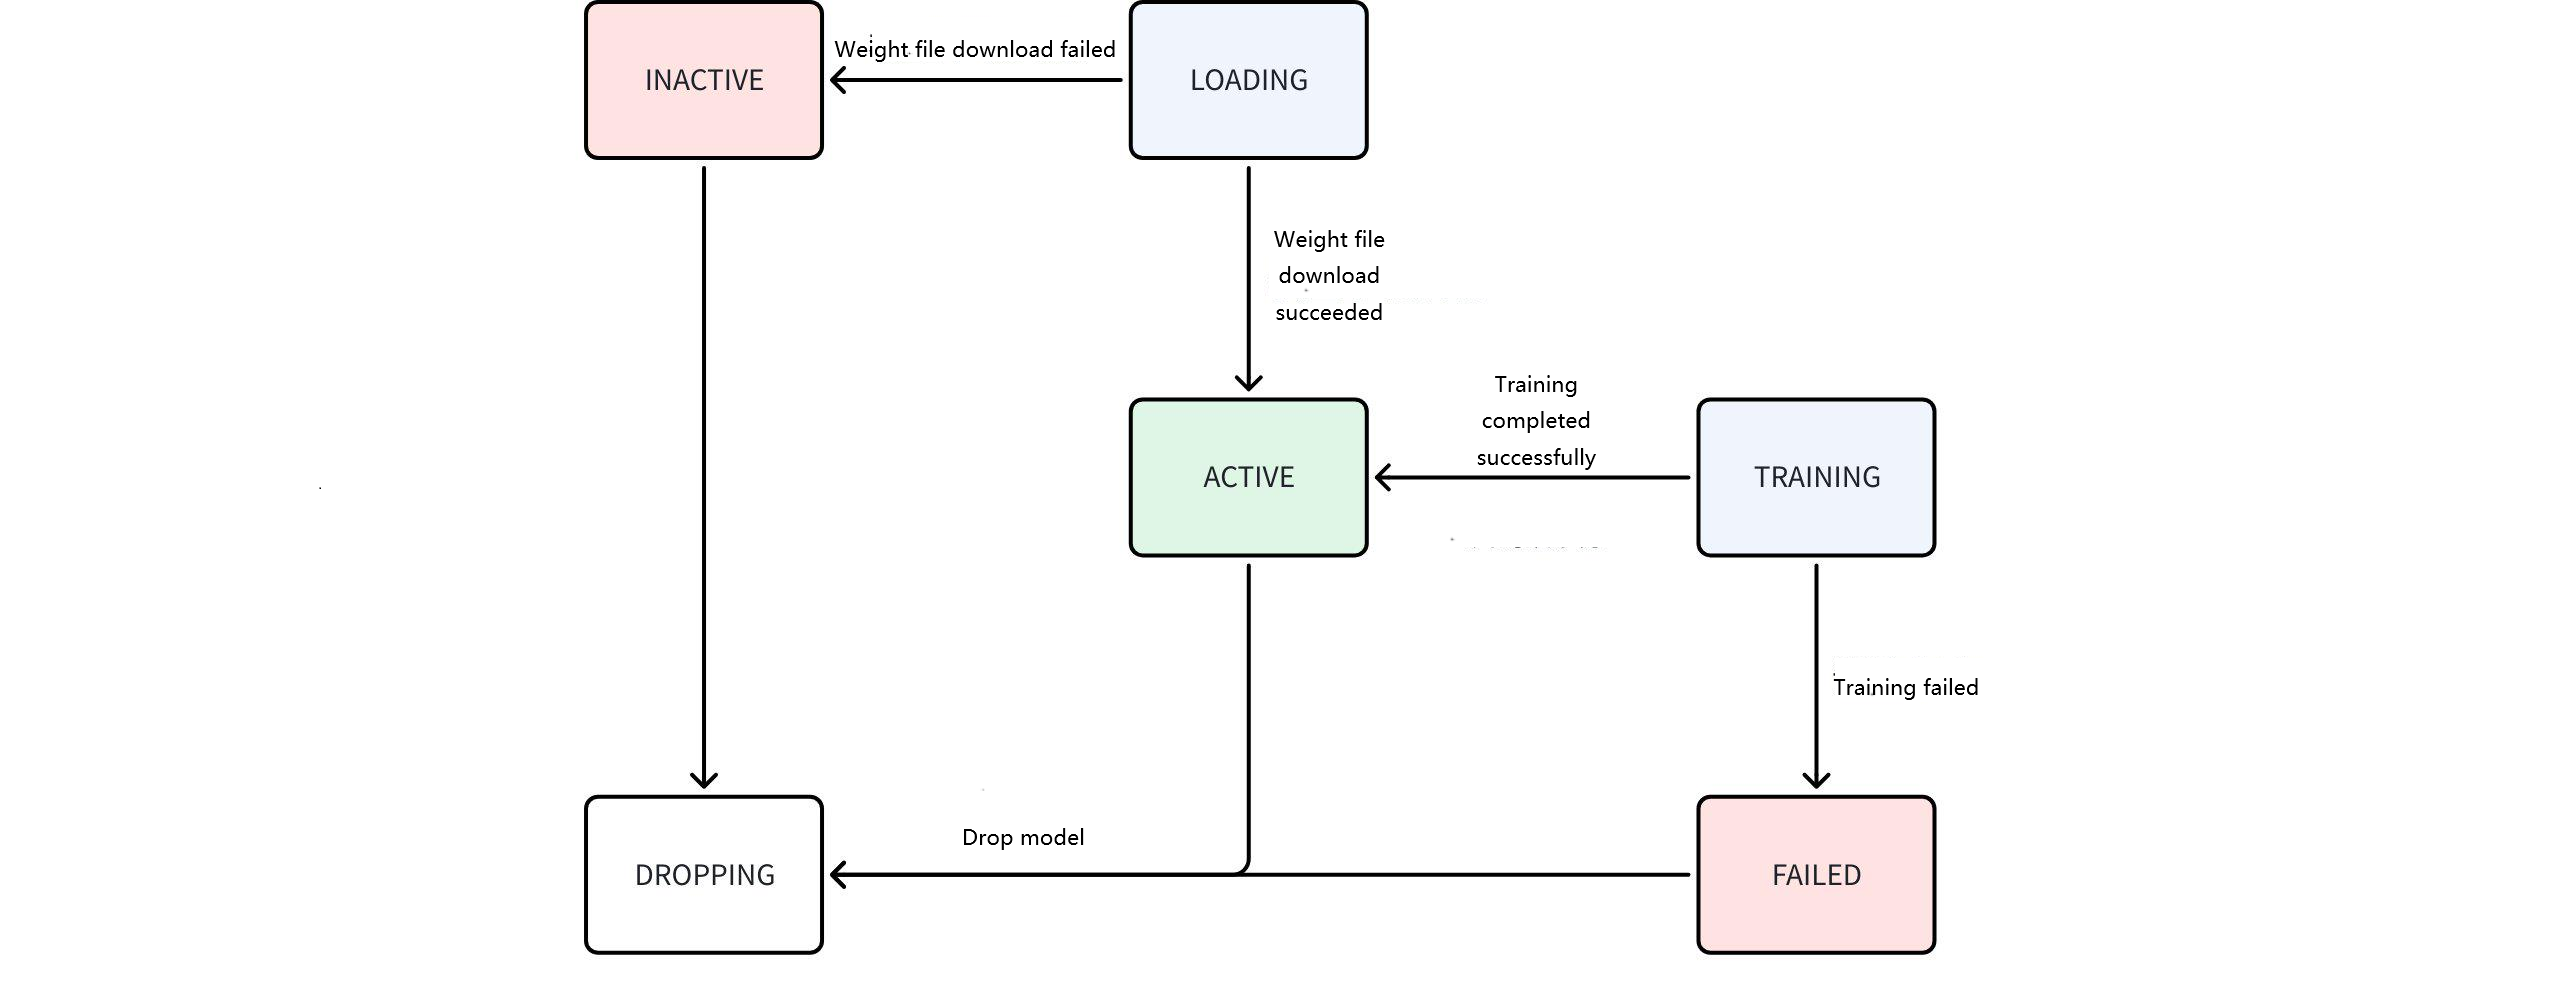 INACTIVE
Weight file download failed
LOADING
Weight file
download
succeeded
Training
completed
successfully
ACTIVE
TRAINING
Training failed
Drop model
DROPPING
FAILED